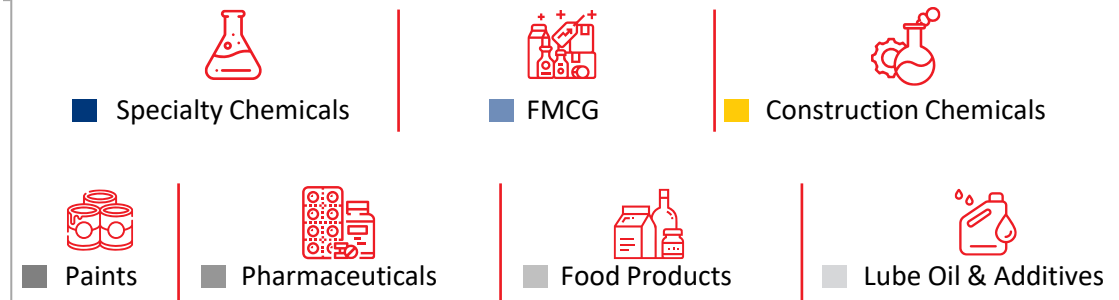 Specialty Chemicals
FMCG
Construction Chemicals
Paints
Pharmaceuticals
Food Products
Lube Oil & Additives